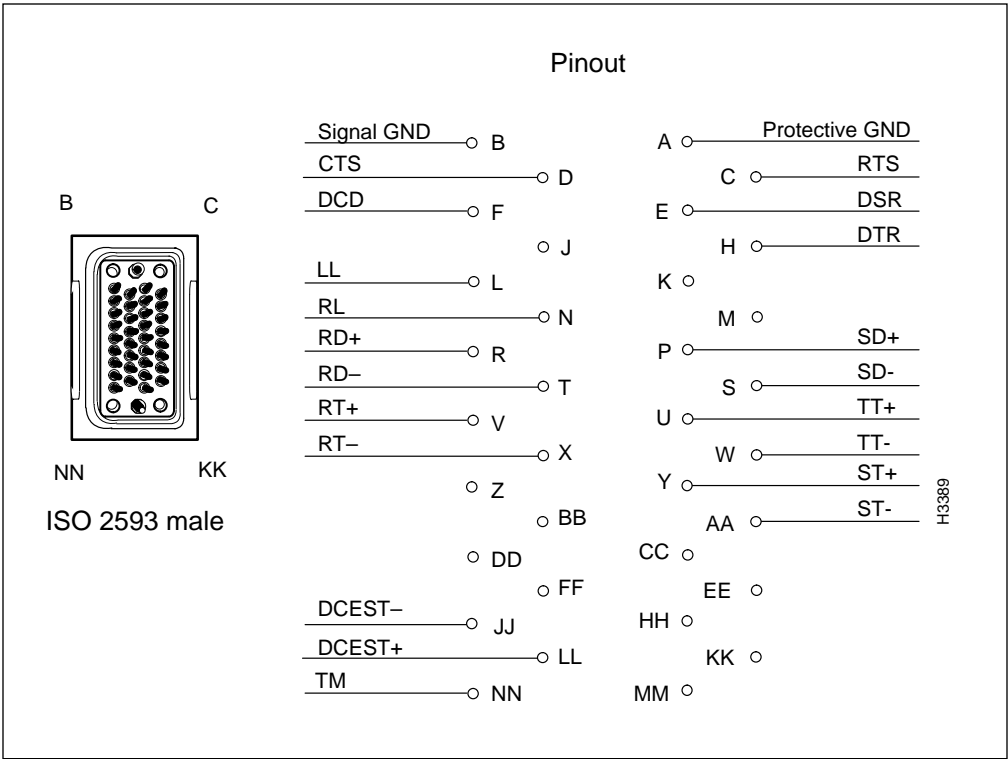 Pinout
Signal GND B A Protective GND
CTS D C RTS
DCD F E DSR
J H DTR
LL L K
RL N M
RD+ R P SD+
RD– T S SD-
RT+ V U TT+
RT– X W TT-
Z Y ST+
BB AA ST-
DD CC
FF EE
DCEST– JJ HH
DCEST+ LL KK
TM NN MM
B C
NN KK
ISO 2593 male
H3389